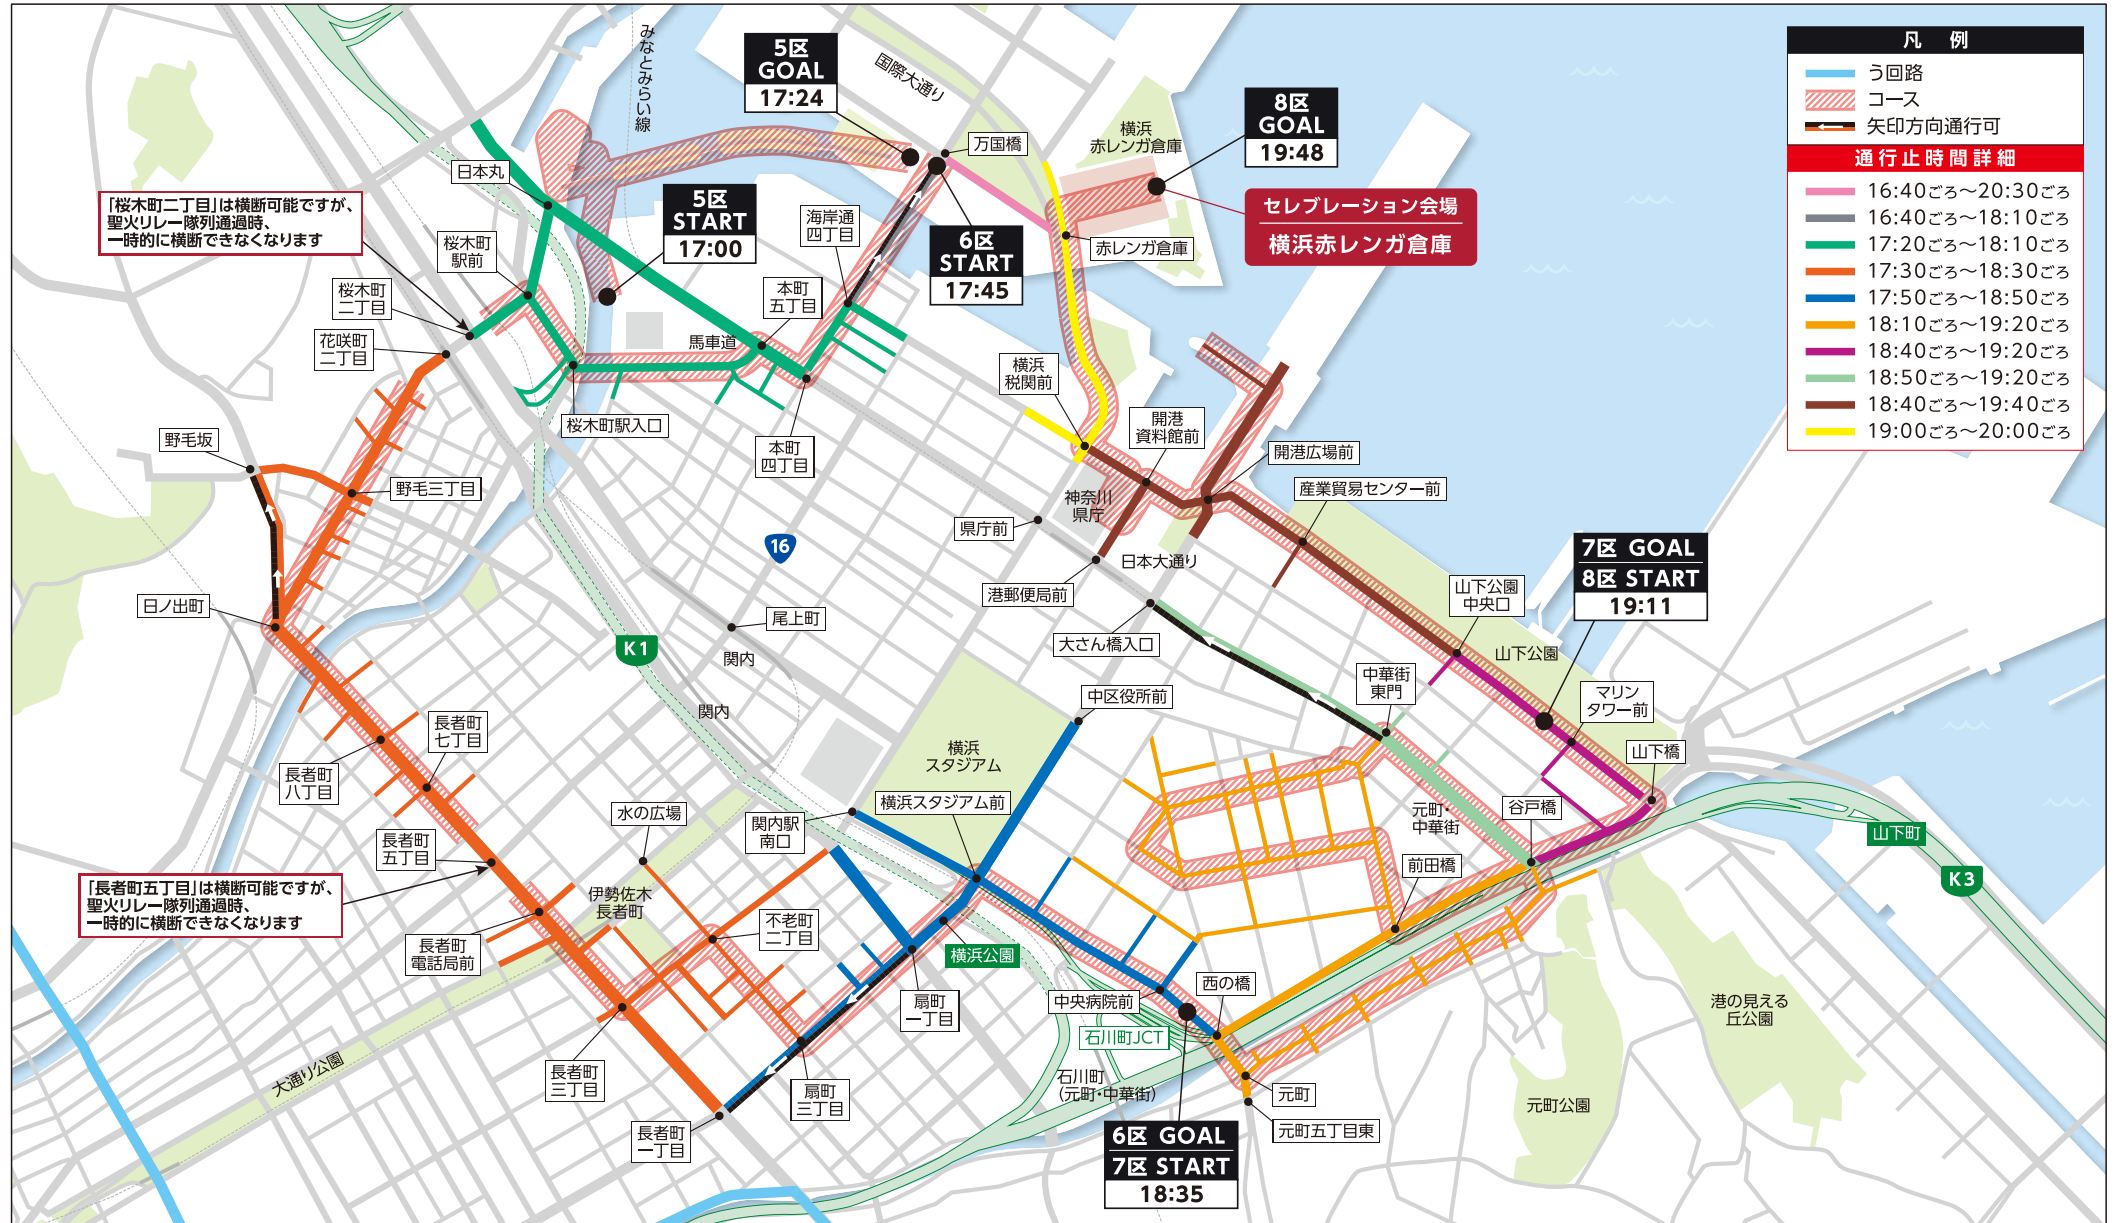 みなとみらい線
国際大通り
5区
GOAL
17:24
万国橋
横浜
赤レンガ倉庫
8区
GOAL
19:48
セレブレーション会場
横浜赤レンガ倉庫
赤レンガ倉庫
凡 例
う回路
コース
矢印方向通行可
通行止時間詳細
16:40ごろ～20:30ごろ
16:40ごろ～18:10ごろ
17:20ごろ～18:10ごろ
17:30ごろ～18:30ごろ
17:50ごろ～18:50ごろ
18:10ごろ～19:20ごろ
18:40ごろ～19:20ごろ
18:50ごろ～19:20ごろ
18:40ごろ～19:40ごろ
19:00ごろ～20:00ごろ
日本丸
「桜木町二丁目」は横断可能ですが、
聖火リレー隊列通過時、
一時的に横断できなくなります
5区
START
17:00
海岸通
四丁目
6区
START
17:45
桜木町
駅前
桜木町
二丁目
花咲町
二丁目
本町
五丁目
馬車道
桜木町駅入口
本町
四丁目
横浜
税関前
開港
資料館前
開港広場前
産業貿易センター前
神奈川
県庁
県庁前
日本大通り
港郵便局前
大さん橋入口
野毛坂
野毛三丁目
日ノ出町
16
K1
尾上町
関内
関内
7区 GOAL
8区 START
19:11
山下公園
中央口
山下公園
マリン
タワー前
山下橋
中華街
東門
中区役所前
横浜
スタジアム
横浜スタジアム前
関内駅
南口
元町・
中華街
谷戸橋
前田橋
山下町
K3
長者町
七丁目
長者町
八丁目
長者町
五丁目
水の広場
「長者町五丁目」は横断可能ですが、
聖火リレー隊列通過時、
一時的に横断できなくなります
伊勢佐木
長者町
不老町
二丁目
長者町
電話局前
横浜公園
扇町
一丁目
中央病院前
西の橋
石川町JCT
石川町
（元町・中華街）
元町
元町五丁目東
港の見える
丘公園
元町公園
大通り公園
長者町
三丁目
扇町
三丁目
長者町
一丁目
6区 GOAL
7区 START
18:35